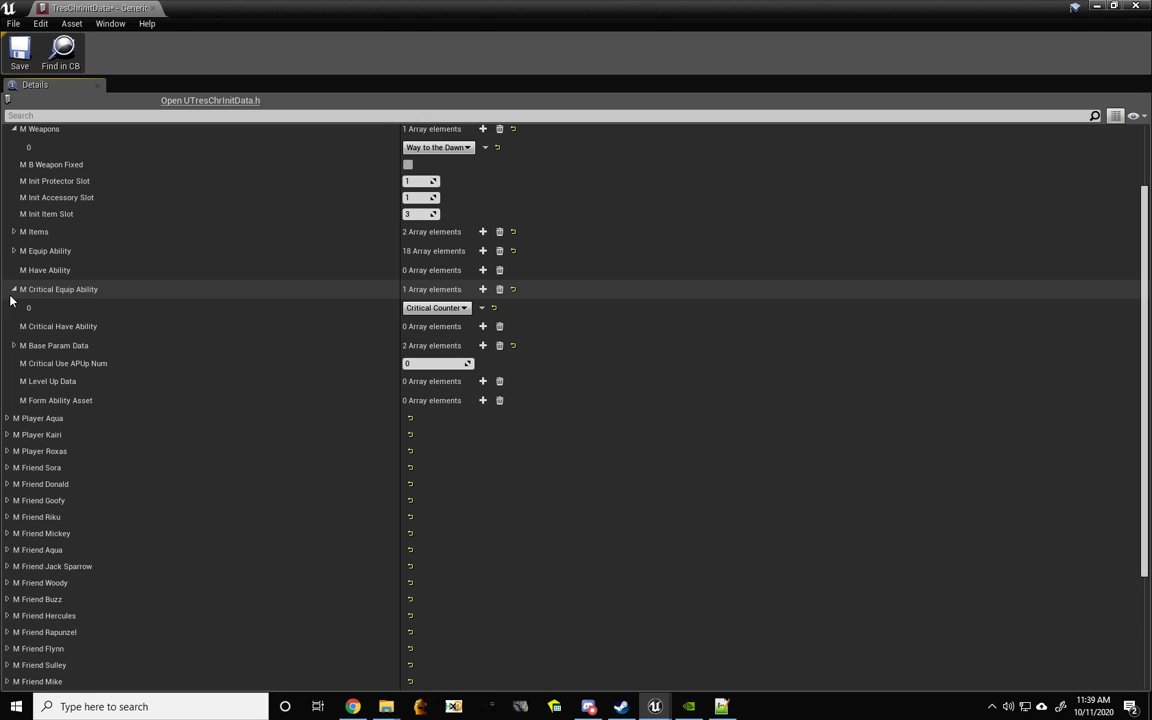 TresChrInitData* - Generic
File Edit Asset Window Help
Save Find in CB
Details
Open UTresChrInitData.h
Search
M Weapons 1 Array elements
0 Way to the Dawn
M B Weapon Fixed
M Init Protector Slot 1
M Init Accessory Slot 1
M Init Item Slot 3
M Items 2 Array elements
M Equip Ability 18 Array elements
M Have Ability 0 Array elements
M Critical Equip Ability 1 Array elements
0 Critical Counter
M Critical Have Ability 0 Array elements
M Base Param Data 2 Array elements
M Critical Use APUp Num 0
M Level Up Data 0 Array elements
M Form Ability Asset 0 Array elements
M Player Aqua
M Player Kairi
M Player Roxas
M Friend Sora
M Friend Donald
M Friend Goofy
M Friend Riku
M Friend Mickey
M Friend Aqua
M Friend Jack Sparrow
M Friend Woody
M Friend Buzz
M Friend Hercules
M Friend Rapunzel
M Friend Flynn
M Friend Sulley
M Friend Mike
Type here to search
11:39 AM
10/11/2020
2